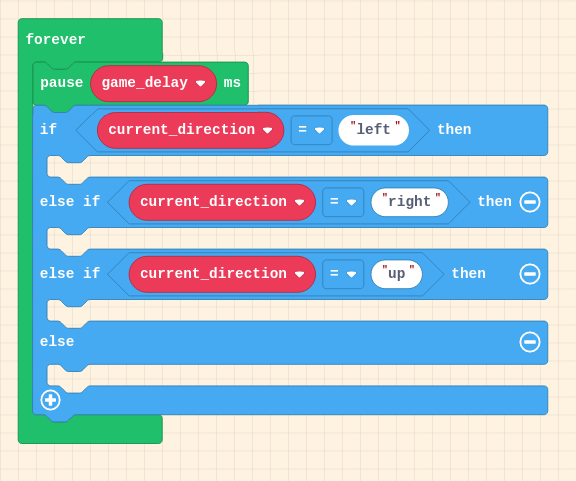 forever
pause game_delay ms
if current_direction = "left" then
else if current_direction = "right" then
else if current_direction = "up" then
else